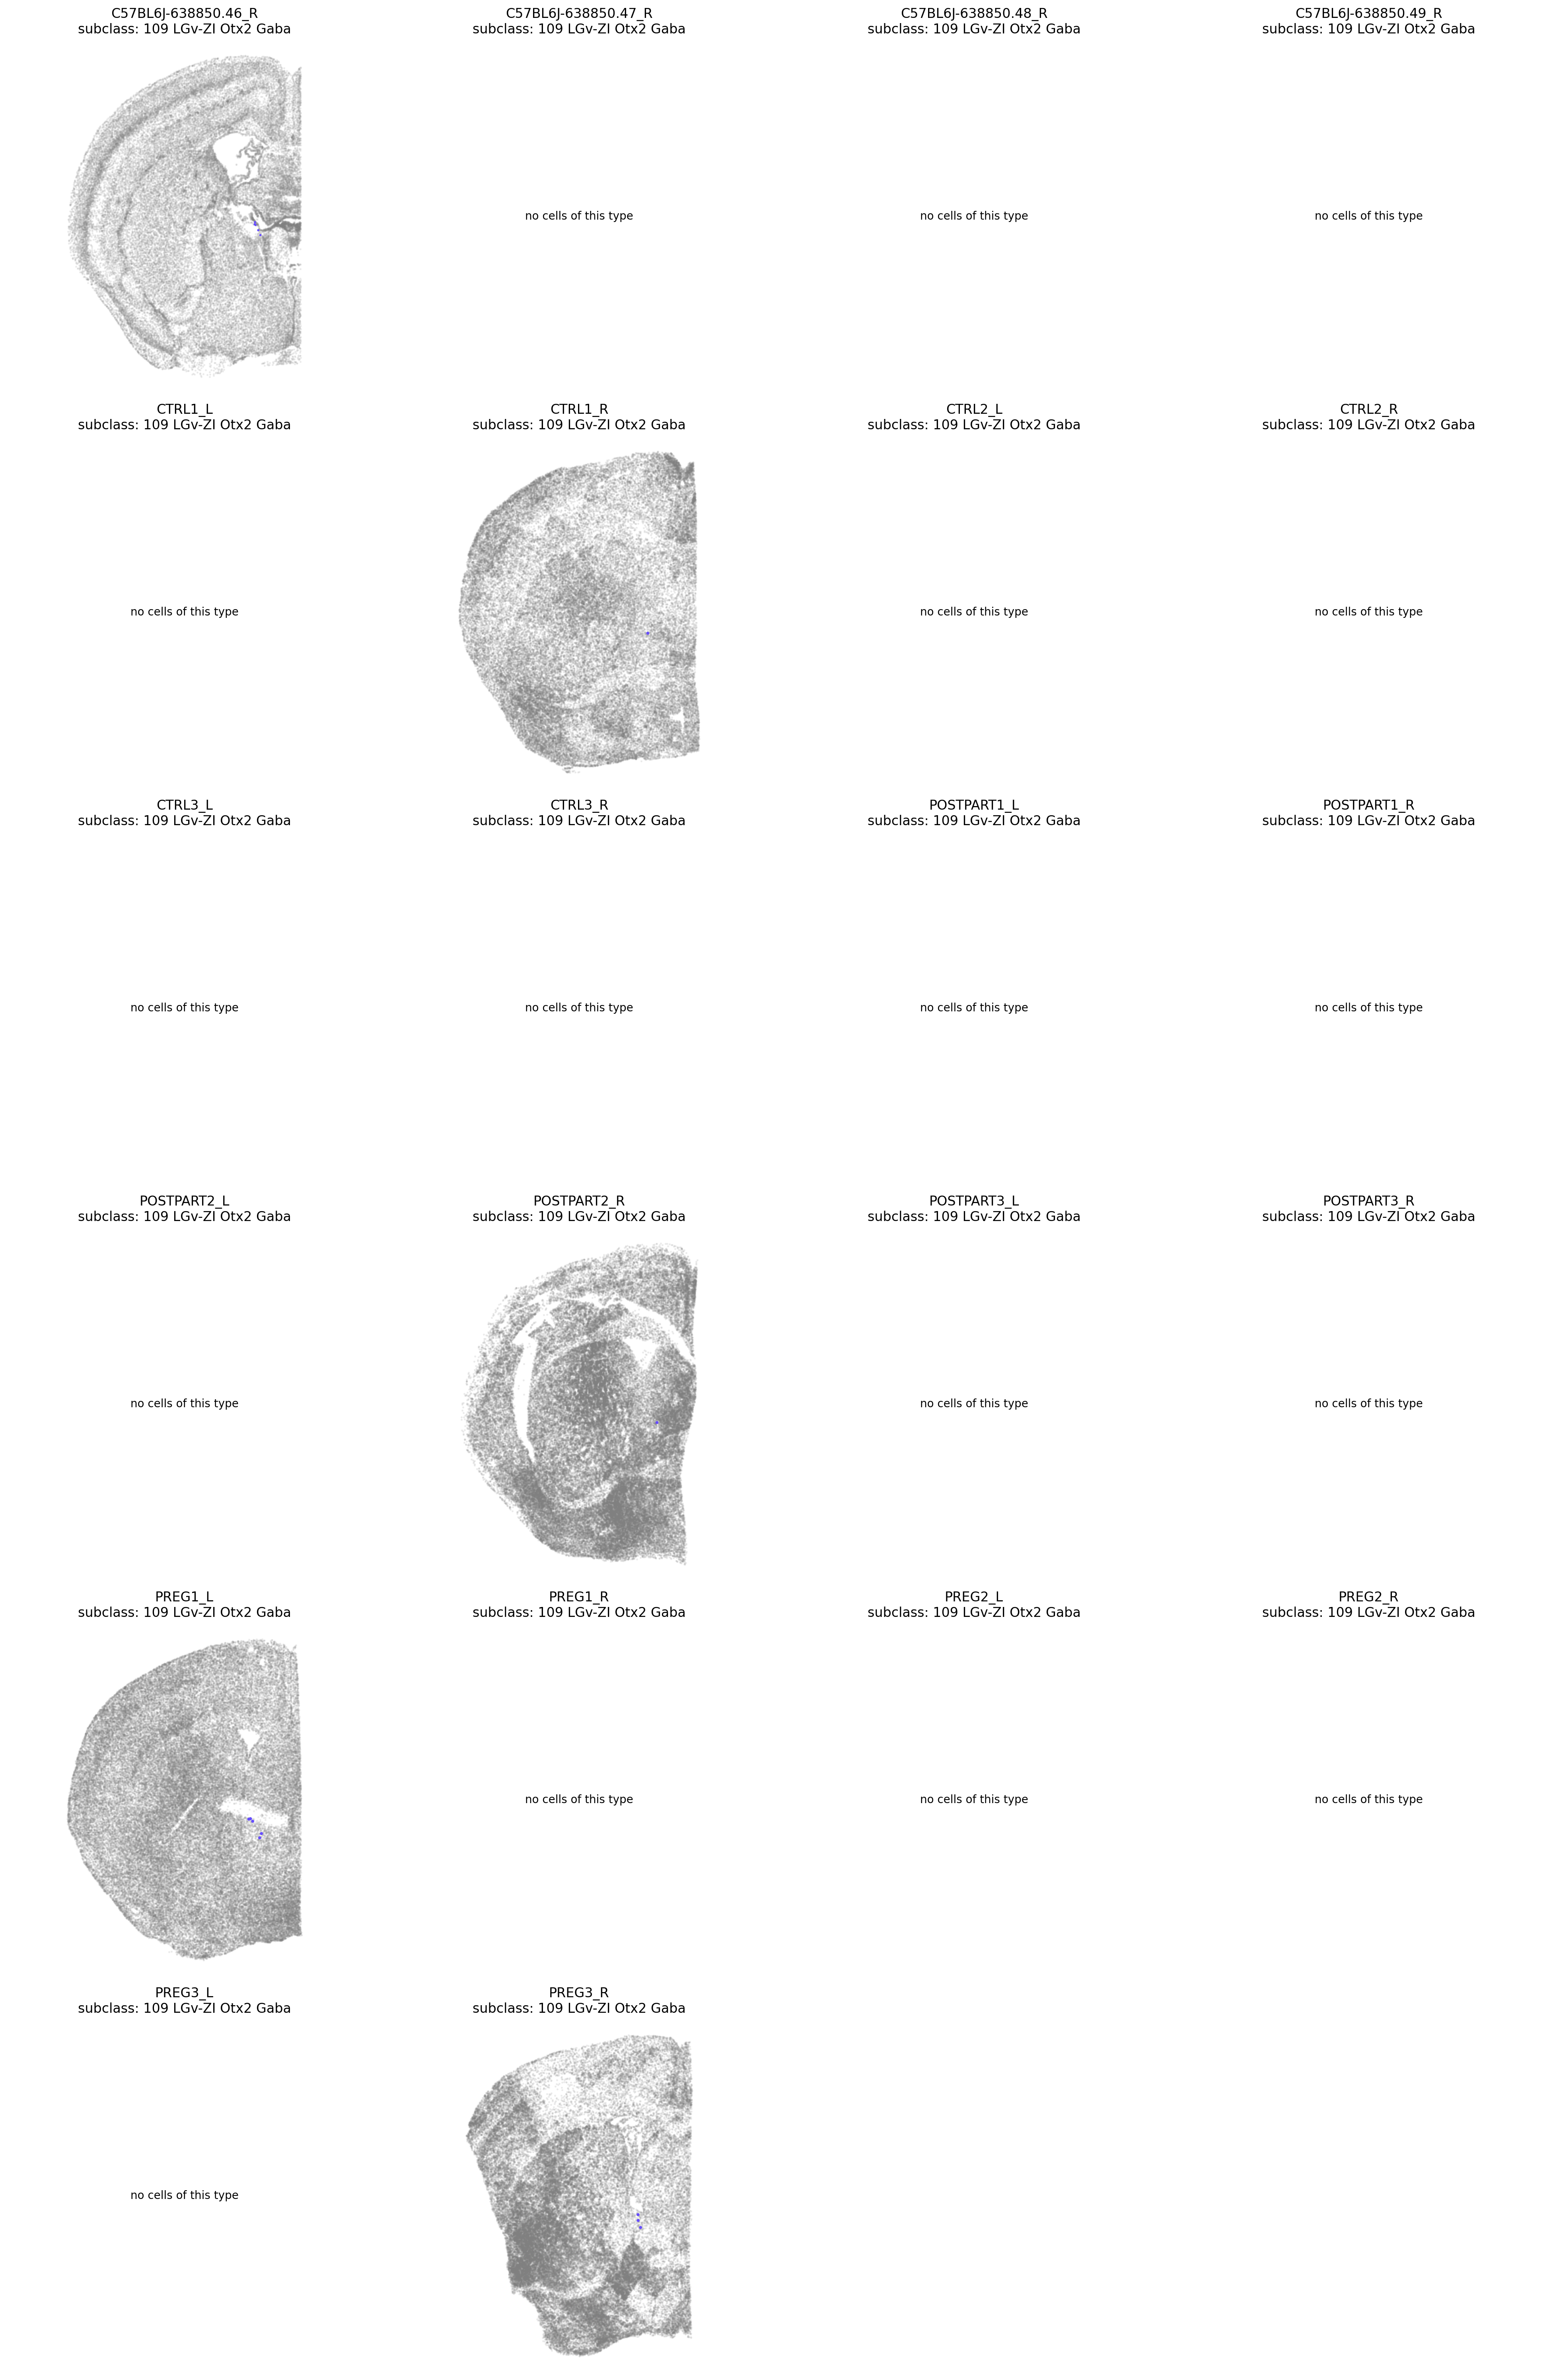 C57BL6J-638850.46_R
subclass: 109 LGv-ZI Otx2 Gaba
C57BL6J-638850.47_R
subclass: 109 LGv-ZI Otx2 Gaba
no cells of this type
C57BL6J-638850.48_R
subclass: 109 LGv-ZI Otx2 Gaba
no cells of this type
C57BL6J-638850.49_R
subclass: 109 LGv-ZI Otx2 Gaba
no cells of this type
CTRL1_L
subclass: 109 LGv-ZI Otx2 Gaba
no cells of this type
CTRL1_R
subclass: 109 LGv-ZI Otx2 Gaba
CTRL2_L
subclass: 109 LGv-ZI Otx2 Gaba
no cells of this type
CTRL2_R
subclass: 109 LGv-ZI Otx2 Gaba
no cells of this type
CTRL3_L
subclass: 109 LGv-ZI Otx2 Gaba
no cells of this type
CTRL3_R
subclass: 109 LGv-ZI Otx2 Gaba
no cells of this type
POSTPART1_L
subclass: 109 LGv-ZI Otx2 Gaba
no cells of this type
POSTPART1_R
subclass: 109 LGv-ZI Otx2 Gaba
no cells of this type
POSTPART2_L
subclass: 109 LGv-ZI Otx2 Gaba
no cells of this type
POSTPART2_R
subclass: 109 LGv-ZI Otx2 Gaba
POSTPART3_L
subclass: 109 LGv-ZI Otx2 Gaba
no cells of this type
POSTPART3_R
subclass: 109 LGv-ZI Otx2 Gaba
no cells of this type
PREG1_L
subclass: 109 LGv-ZI Otx2 Gaba
PREG1_R
subclass: 109 LGv-ZI Otx2 Gaba
no cells of this type
PREG2_L
subclass: 109 LGv-ZI Otx2 Gaba
no cells of this type
PREG2_R
subclass: 109 LGv-ZI Otx2 Gaba
no cells of this type
PREG3_L
subclass: 109 LGv-ZI Otx2 Gaba
no cells of this type
PREG3_R
subclass: 109 LGv-ZI Otx2 Gaba